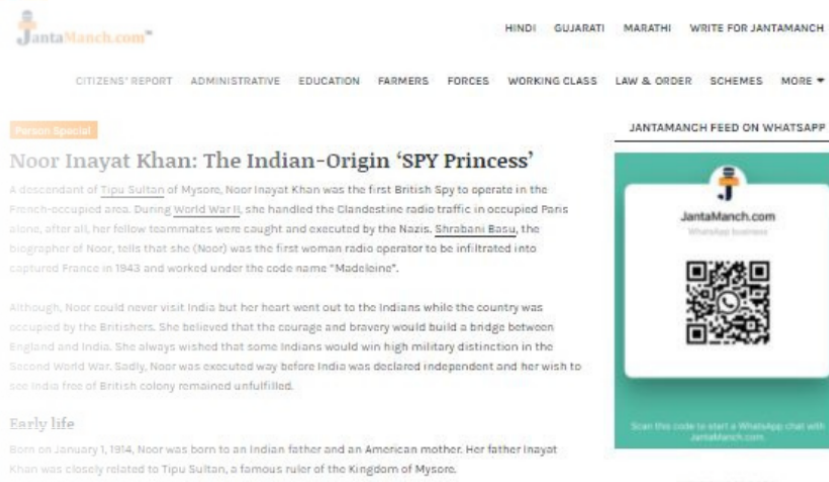 JantaManch.com™
HINDI GUJARATI MARATHI WRITE FOR JANTAMANCH
CITIZENS' REPORT ADMINISTRATIVE EDUCATION FARMERS FORCES WORKING CLASS LAW & ORDER SCHEMES MORE
Person Special
Noor Inayat Khan: The Indian-Origin ‘SPY Princess’
A descendant of Tipu Sultan of Mysore, Noor Inayat Khan was the first British Spy to operate in the
French-occupied area. During World War II, she handled the Clandestine radio traffic in occupied Paris
alone, after all, her fellow teammates were caught and executed by the Nazis. Shrabani Basu, the
biographer of Noor, tells that she (Noor) was the first woman radio operator to be infiltrated into
captured France in 1943 and worked under the code name “Madeleine”.
Although, Noor could never visit India but her heart went out to the Indians while the country was
occupied by the Britishers. She believed that the courage and bravery would build a bridge between
England and India. She always wished that some Indians would win high military distinction in the
Second World War. Sadly, Noor was executed way before India was declared independent and her wish to
see India free of British colony remained unfulfilled.
Early life
Born on January 1, 1914, Noor was born to an Indian father and an American mother. Her father Inayat
Khan was closely related to Tipu Sultan, a famous ruler of the Kingdom of Mysore.
JANTAMANCH FEED ON WHATSAPP
JantaManch.com
WhatsApp business
Scan this code to start a WhatsApp chat with
JantaManch.com.